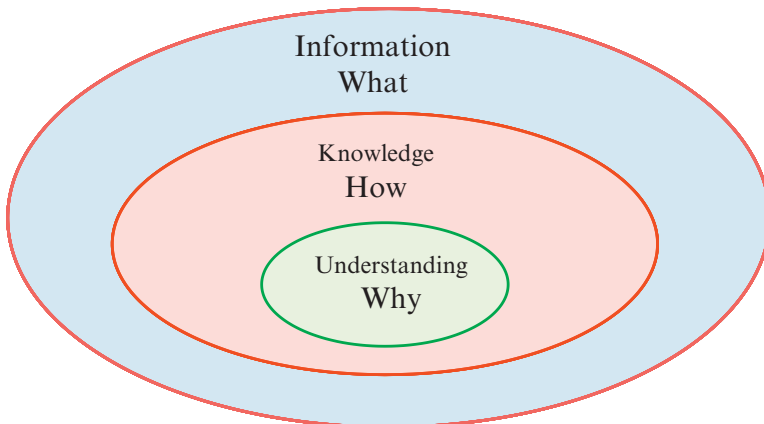 Information
What
Knowledge
How
Understanding
Why